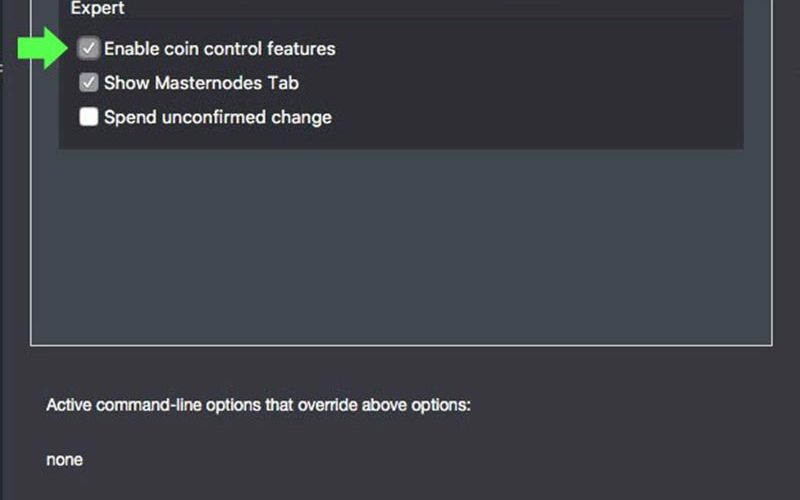 Expert
Enable coin control features
Show Masternodes Tab
Spend unconfirmed change
Active command-line options that override above options:
none